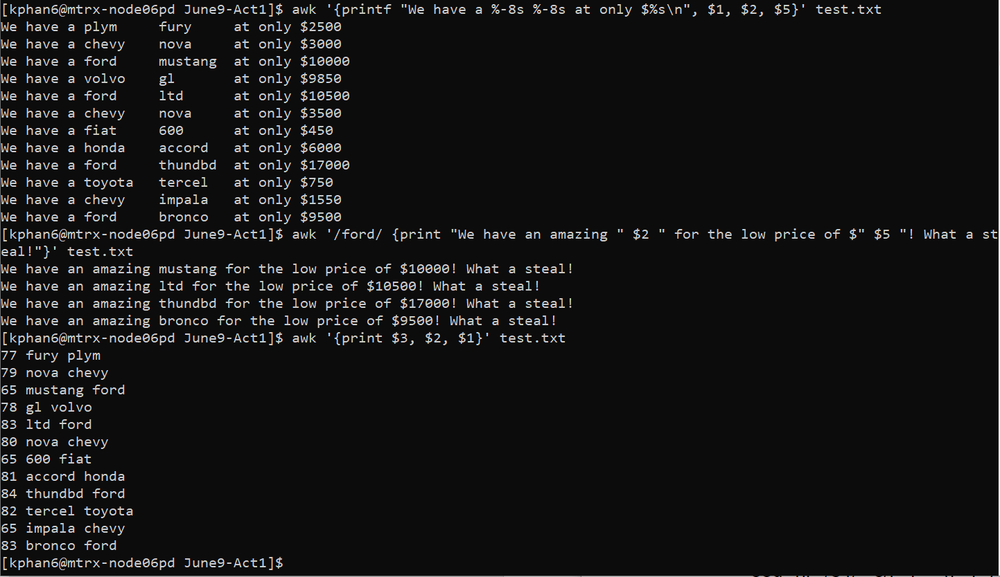 [kphan6@mtrx-node06pd June9-Act1]$ awk '{printf "We have a %-8s %-8s at only $%s\n", $1, $2, $5}' test.txt
We have a plym     fury     at only $2500
We have a chevy    nova     at only $3000
We have a ford     mustang  at only $10000
We have a volvo    gl       at only $9850
We have a ford     ltd      at only $10500
We have a chevy    nova     at only $3500
We have a fiat     600      at only $450
We have a honda    accord   at only $6000
We have a ford     thundbd  at only $17000
We have a toyota   tercel   at only $750
We have a chevy    impala   at only $1550
We have a ford     bronco   at only $9500
[kphan6@mtrx-node06pd June9-Act1]$ awk '/ford/ {print "We have an amazing " $2 " for the low price of $" $5 "! What a st
eal!"}' test.txt
We have an amazing mustang for the low price of $10000! What a steal!
We have an amazing ltd for the low price of $10500! What a steal!
We have an amazing thundbd for the low price of $17000! What a steal!
We have an amazing bronco for the low price of $9500! What a steal!
[kphan6@mtrx-node06pd June9-Act1]$ awk '{print $3, $2, $1}' test.txt
77 fury plym
79 nova chevy
65 mustang ford
78 gl volvo
83 ltd ford
80 nova chevy
65 600 fiat
81 accord honda
84 thundbd ford
82 tercel toyota
65 impala chevy
83 bronco ford
[kphan6@mtrx-node06pd June9-Act1]$